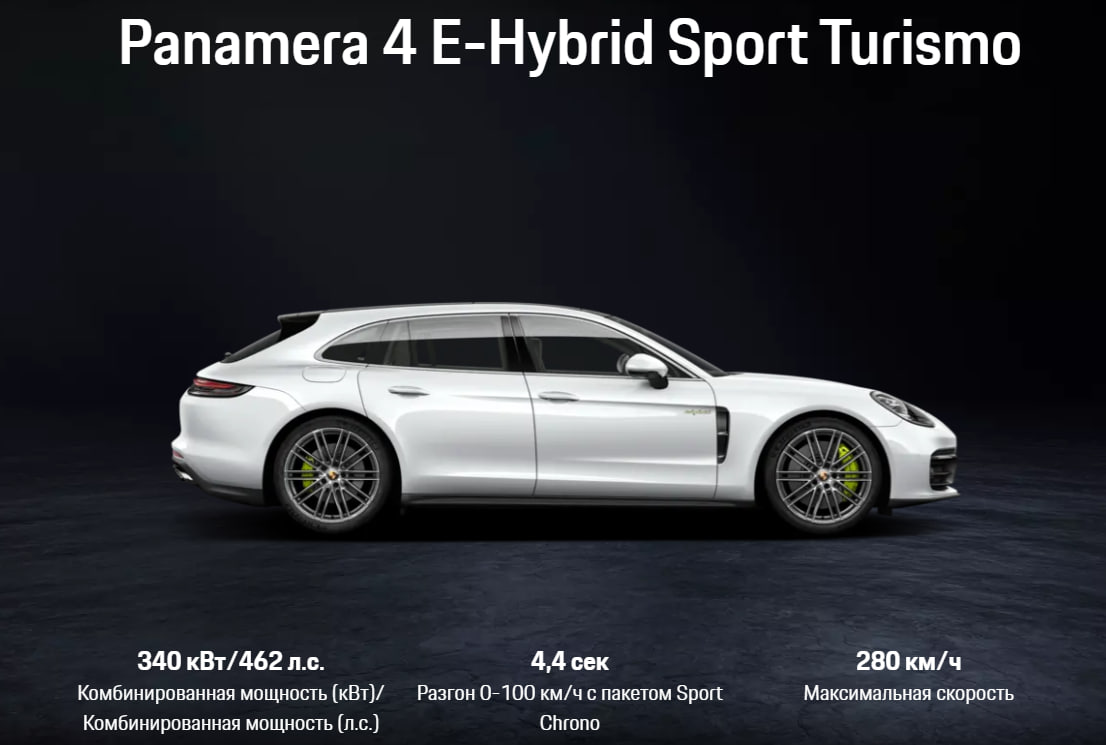 Panamera 4 E-Hybrid Sport Turismo
340 кВт/462 л.с.
Комбинированная мощность (кВт)/
Комбинированная мощность (л.с.)
4,4 сек
Разгон 0-100 км/ч с пакетом Sport
Chrono
280 км/ч
Максимальная скорость